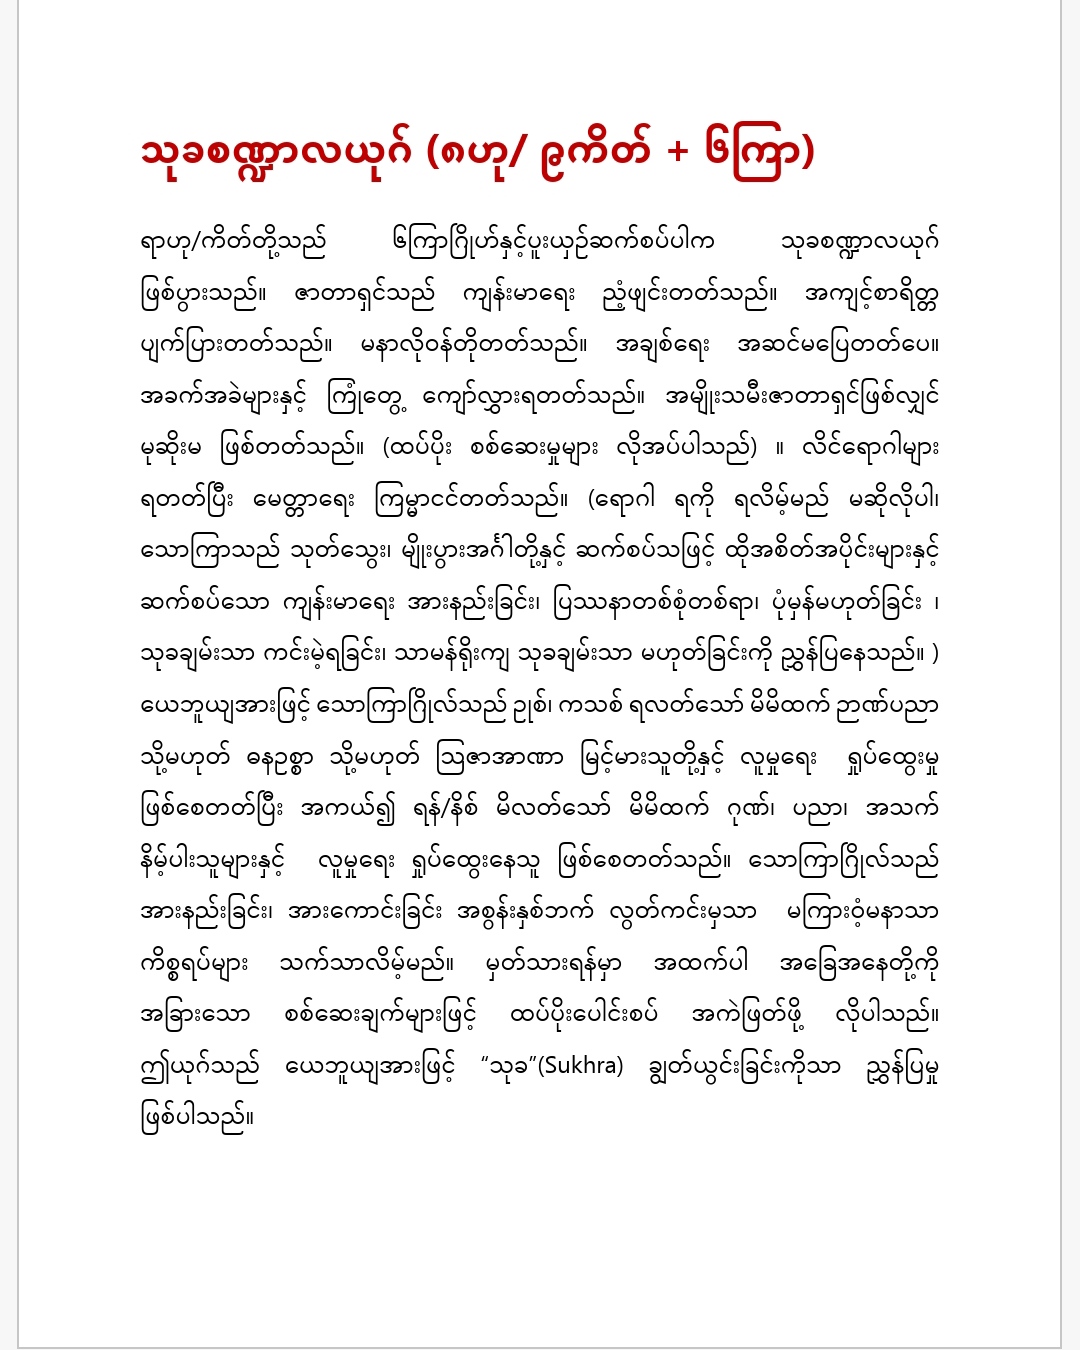 သုခစဏ္ဍာလယုဂ် (၈ဟု/ ၉ကိတ် + ၆ကြာ)
ရာဟု/ကိတ်တို့သည် ၆ကြာဂြိုဟ်နှင့်ပူးယှဉ်ဆက်စပ်ပါက သုခစဏ္ဍာလယုဂ်
ဖြစ်ပွားသည်။ ဇာတာရှင်သည် ကျန်းမာရေး ညံ့ဖျင်းတတ်သည်။ အကျင့်စာရိတ္တ
ပျက်ပြားတတ်သည်။ မနာလိုဝန်တိုတတ်သည်။ အချစ်ရေး အဆင်မပြေတတ်ပေ။
အခက်အခဲများနှင့် ကြုံတွေ့ ကျော်လွှားရတတ်သည်။ အမျိုးသမီးဇာတာရှင်ဖြစ်လျှင်
မုဆိုးမ ဖြစ်တတ်သည်။ (ထပ်ပိုး စစ်ဆေးမှုများ လိုအပ်ပါသည်) ။ လိင်ရောဂါများ
ရတတ်ပြီး မေတ္တာရေး ကြမ္မာငင်တတ်သည်။ (ရောဂါ ရကို ရလိမ့်မည် မဆိုလိုပါ၊
သောကြာသည် သုတ်သွေး၊ မျိုးပွားအင်္ဂါတို့နှင့် ဆက်စပ်သဖြင့် ထိုအစိတ်အပိုင်းများနှင့်
ဆက်စပ်သော ကျန်းမာရေး အားနည်းခြင်း၊ ပြဿနာတစ်စုံတစ်ရာ၊ ပုံမှန်မဟုတ်ခြင်း ၊
သုခချမ်းသာ ကင်းမဲ့ရခြင်း၊ သာမန်ရိုးကျ သုခချမ်းသာ မဟုတ်ခြင်းကို ညွှန်ပြနေသည်။ )
ယေဘူယျအားဖြင့် သောကြာဂြိုလ်သည် ဥုစ်၊ ကသစ် ရလတ်သော် မိမိထက် ဉာဏ်ပညာ
သို့မဟုတ် ဓနဥစ္စာ သို့မဟုတ် ဩဇာအာဏာ မြင့်မားသူတို့နှင့် လူမှုရေး ရှုပ်ထွေးမှု
ဖြစ်စေတတ်ပြီး အကယ်၍ ရန်/နိစ် မိလတ်သော် မိမိထက် ဂုဏ်၊ ပညာ၊ အသက်
နိမ့်ပါးသူများနှင့် လူမှုရေး ရှုပ်ထွေးနေသူ ဖြစ်စေတတ်သည်။ သောကြာဂြိုလ်သည်
အားနည်းခြင်း၊ အားကောင်းခြင်း အစွန်းနှစ်ဘက် လွတ်ကင်းမှသာ မကြားဝံ့မနာသာ
ကိစ္စရပ်များ သက်သာလိမ့်မည်။ မှတ်သားရန်မှာ အထက်ပါ အခြေအနေတို့ကို
အခြားသော စစ်ဆေးချက်များဖြင့် ထပ်ပိုးပေါင်းစပ် အကဲဖြတ်ဖို့ လိုပါသည်။
ဤယုဂ်သည် ယေဘူယျအားဖြင့် “သုခ”(Sukhra) ချွတ်ယွင်းခြင်းကိုသာ ညွှန်ပြမှု
ဖြစ်ပါသည်။